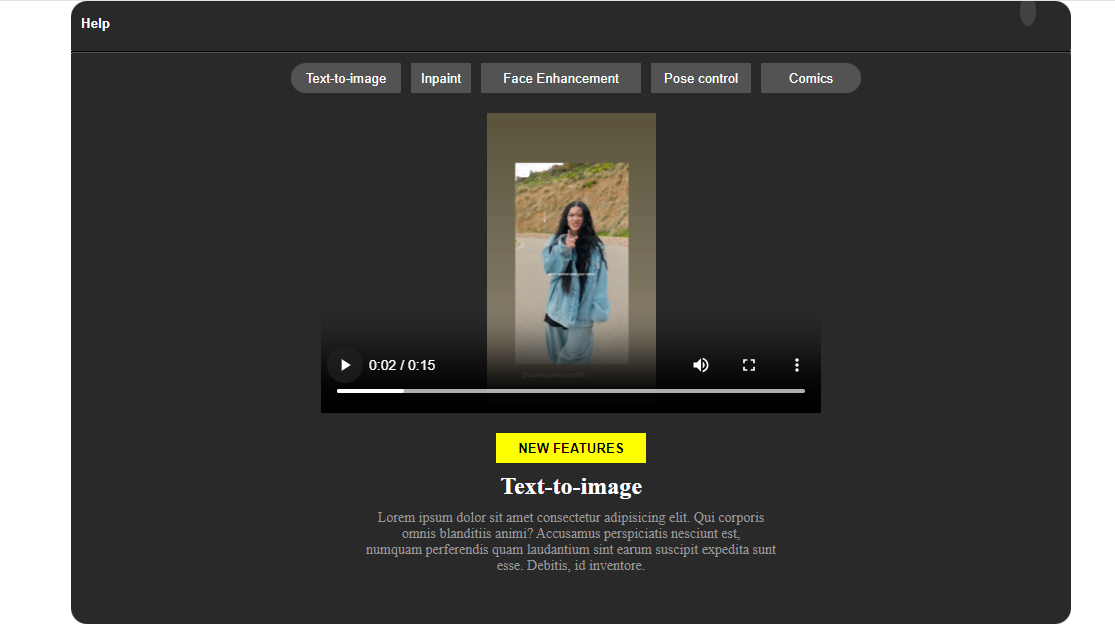 Help
Text-to-image Inpaint Face Enhancement Pose control Comics
0:02 / 0:15
NEW FEATURES
Text-to-image
Lorem ipsum dolor sit amet consectetur adipisicing elit. Qui corporis
omnis blanditiis animi? Accusamus perspiciatis nesciunt est,
numquam perferendis quam laudantium sint earum suscipit expedita sunt
esse. Debitis, id inventore.